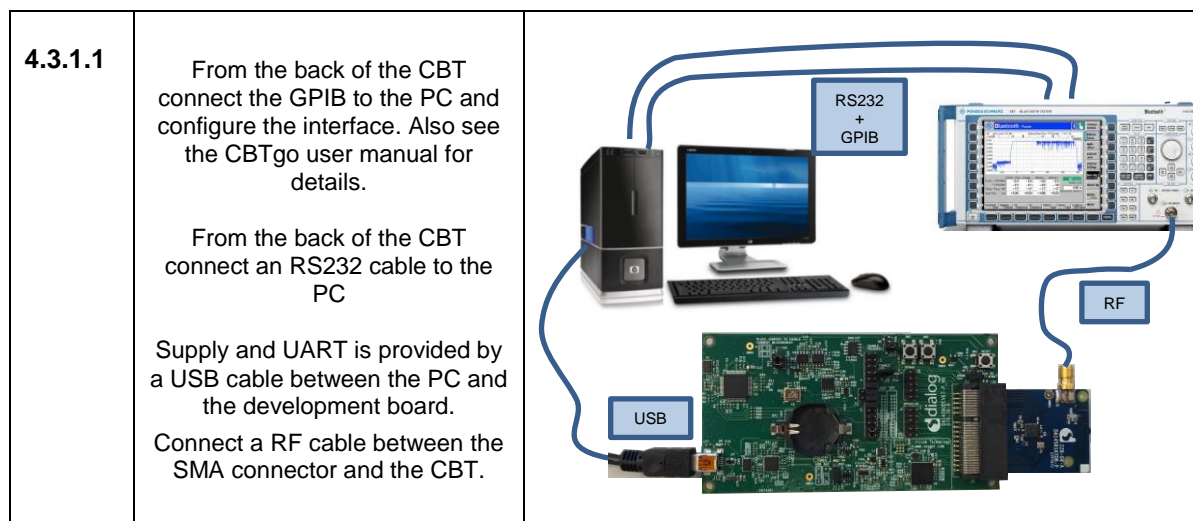 4.3.1.1
From the back of the CBT
connect the GPIB to the PC and
configure the interface. Also see
the CBTgo user manual for
details.
From the back of the CBT
connect an RS232 cable to the
PC
Supply and UART is provided by
a USB cable between the PC and
the development board.
Connect a RF cable between the
SMA connector and the CBT.
RS232
+
GPIB
Bluetooth
RF
USB
dialog